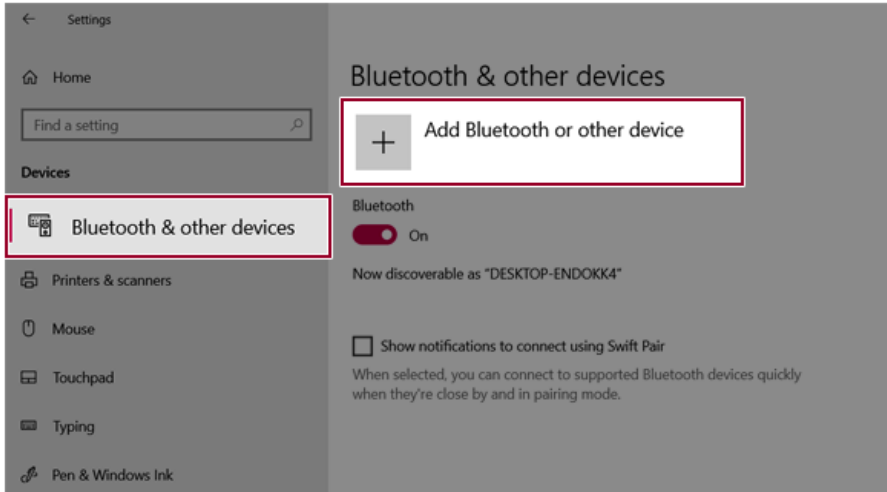 Settings
Home
Find a setting
Devices
Bluetooth & other devices
Printers & scanners
Mouse
Touchpad
Typing
Pen & Windows Ink
Bluetooth & other devices
Add Bluetooth or other device
Bluetooth
On
Now discoverable as "DESKTOP-ENDOKK4"
Show notifications to connect using Swift Pair
When selected, you can connect to supported Bluetooth devices quickly
when they're close by and in pairing mode.